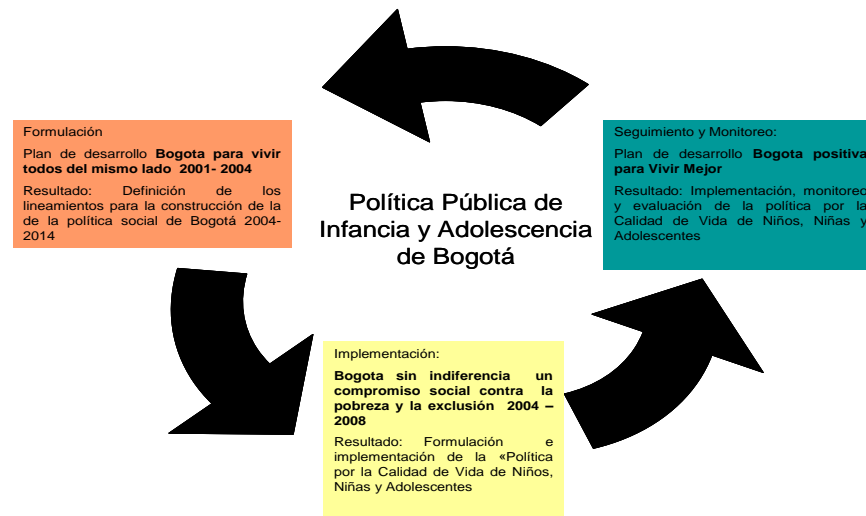 Formulación
Plan de desarrollo Bogota para vivir
todos del mismo lado 2001- 2004
Resultado: Definición de los
lineamientos para la construcción de la
de la política social de Bogotá 2004-
2014
Seguimiento y Monitoreo:
Plan de desarrollo Bogota positiva
para Vivir Mejor
Resultado: Implementación, monitoreo
y evaluación de la política por la
Calidad de Vida de Niños, Niñas y
Adolescentes
Política Pública de
Infancia y Adolescencia
de Bogotá
Implementación:
Bogota sin indiferencia un
compromiso social contra la
pobreza y la exclusión 2004 –
2008
Resultado: Formulación e
implementación de la «Política
por la Calidad de Vida de Niños,
Niñas y Adolescentes